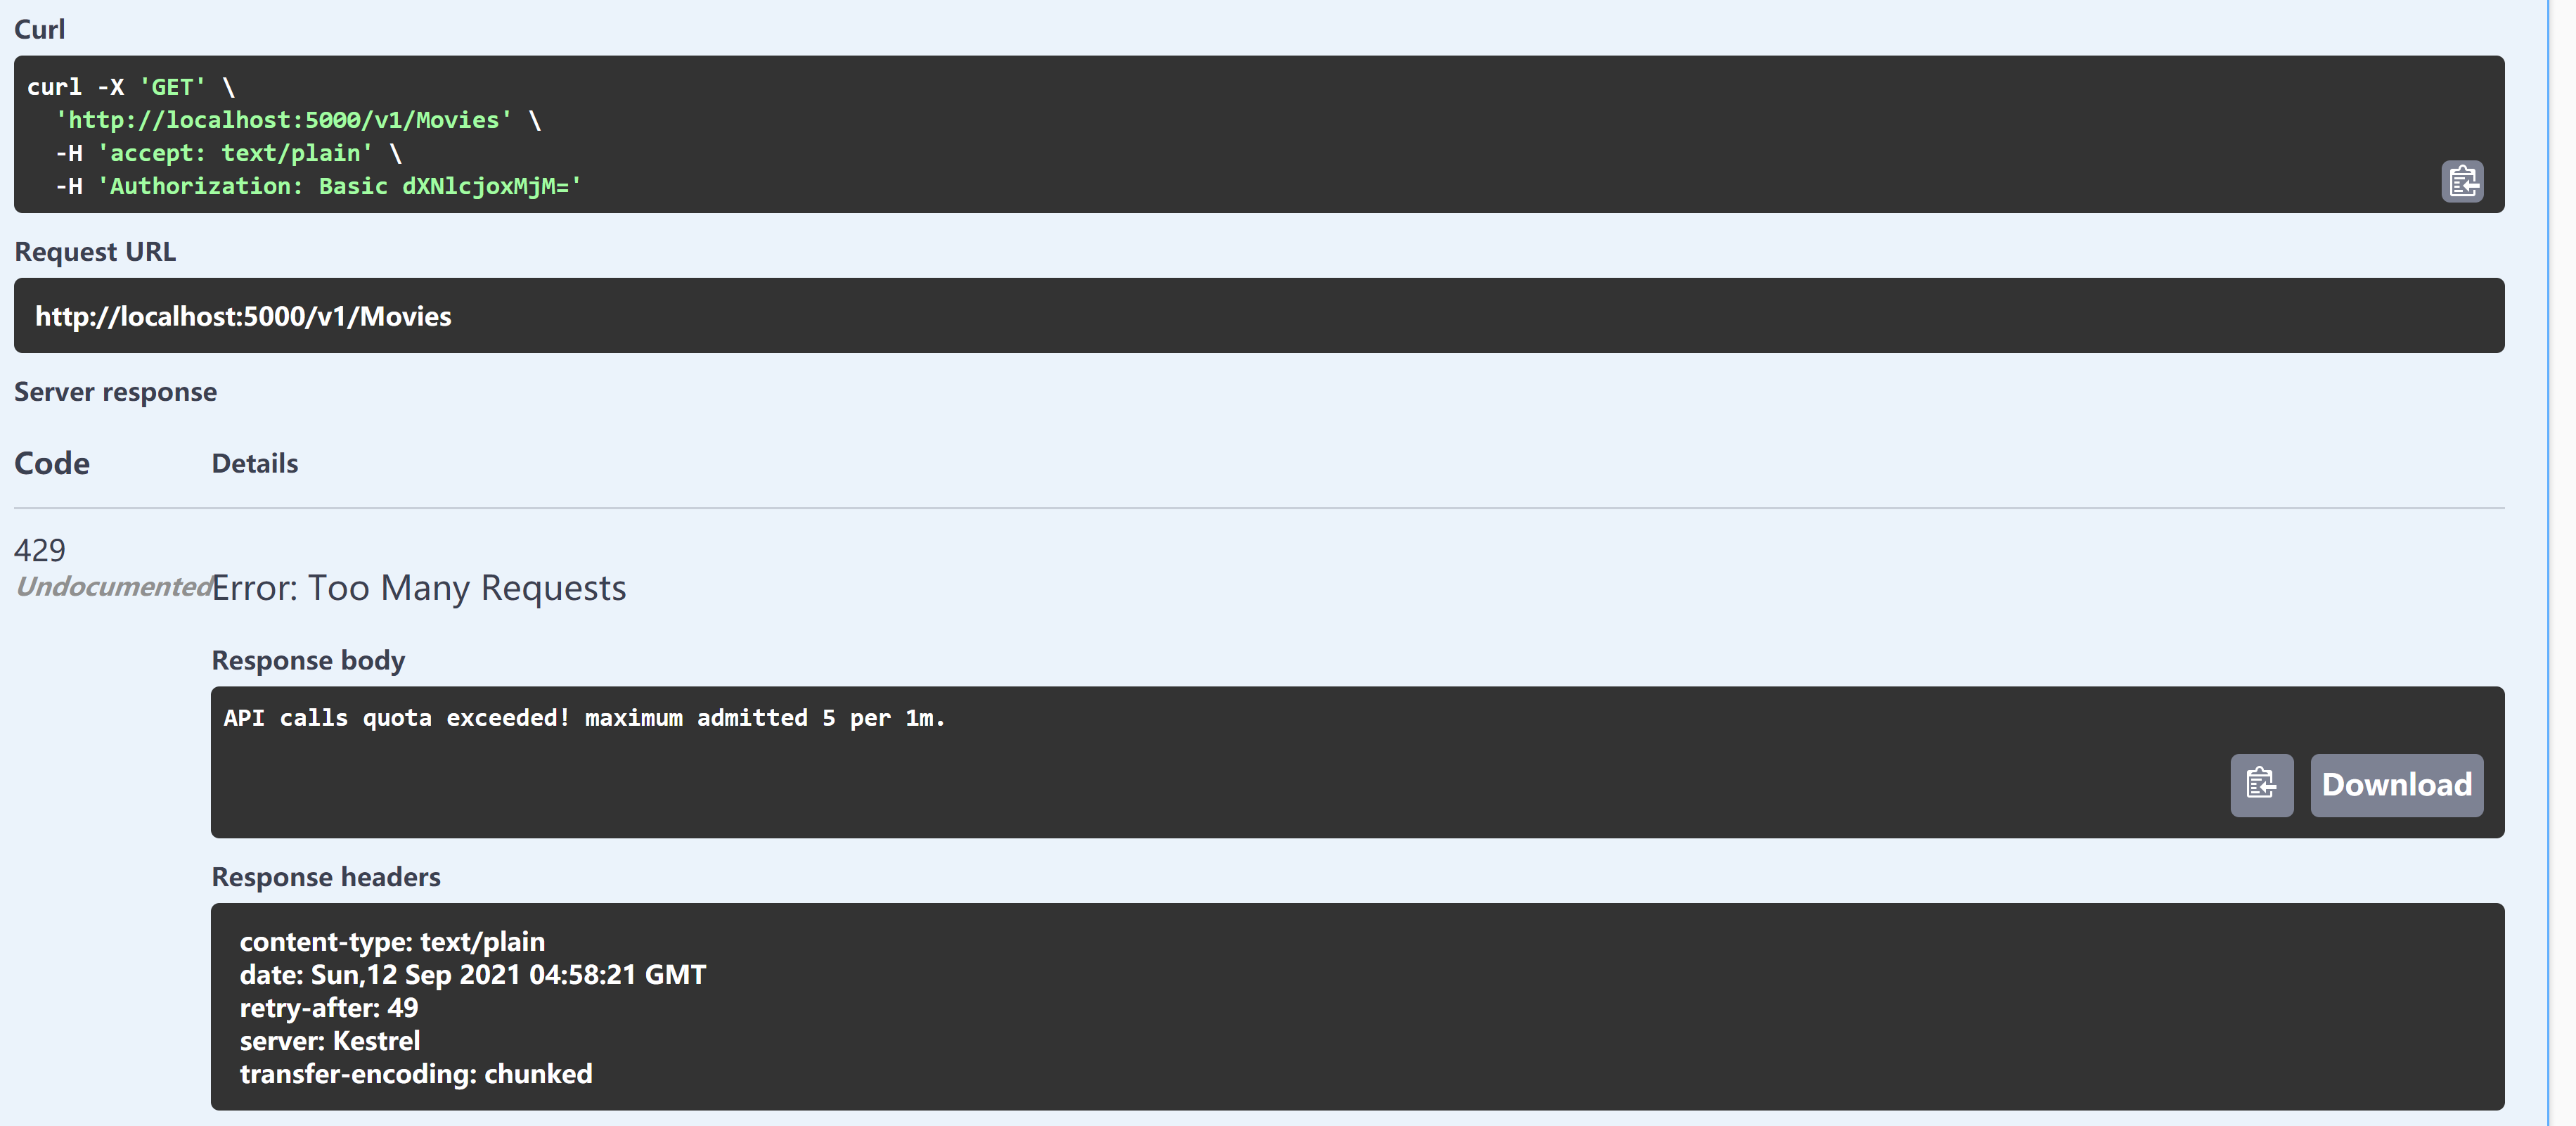 Curl
curl -X 'GET' \
'http://localhost:5000/v1/Movies' \
-H 'accept: text/plain' \
-H 'Authorization: Basic dXNlcjoxMjM='
Request URL
http://localhost:5000/v1/Movies
Server response
Code Details
429
Undocumented Error: Too Many Requests
Response body
API calls quota exceeded! maximum admitted 5 per 1m.
Download
Response headers
content-type: text/plain
date: Sun,12 Sep 2021 04:58:21 GMT
retry-after: 49
server: Kestrel
transfer-encoding: chunked